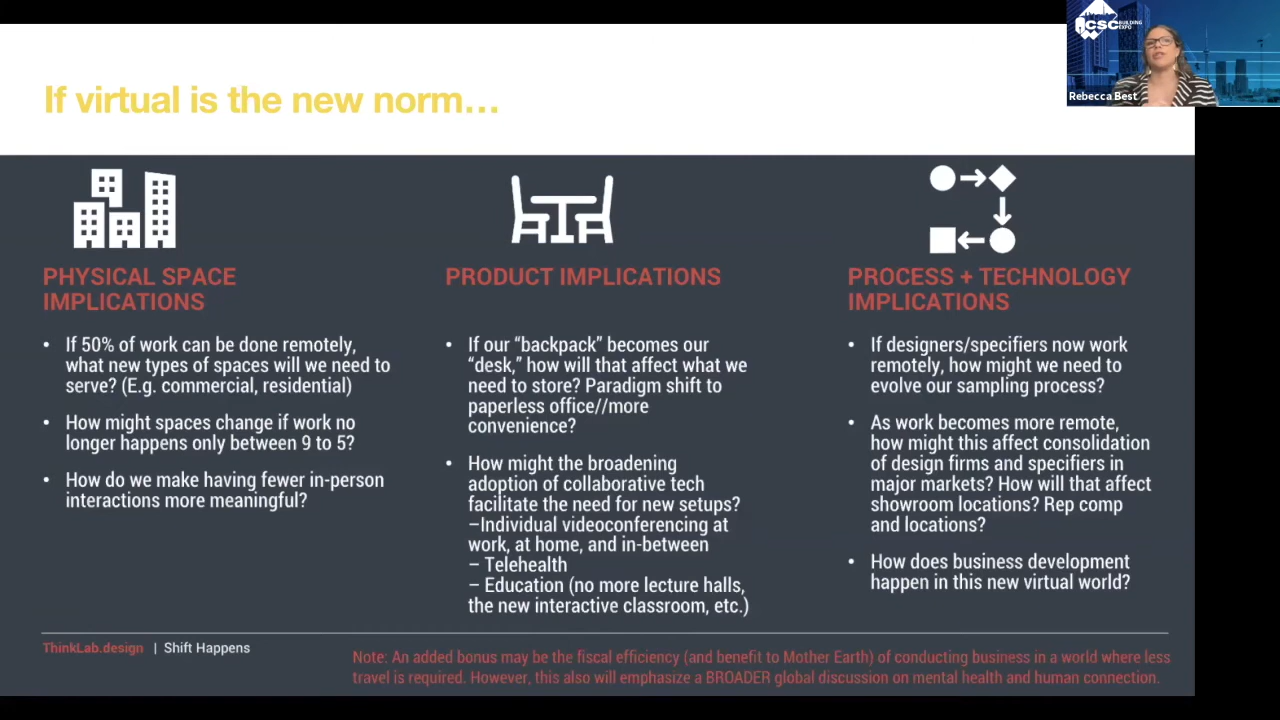 CSC BUILDING
EXPO
Rebecca Best
If virtual is the new norm…
PHYSICAL SPACE
IMPLICATIONS
• If 50% of work can be done remotely,
what new types of spaces will we need to
serve? (E.g. commercial, residential)
• How might spaces change if work no
longer happens only between 9 to 5?
• How do we make having fewer in-person
interactions more meaningful?
PRODUCT IMPLICATIONS
• If our “backpack” becomes our
“desk,” how will that affect what we
need to store? Paradigm shift to
paperless office//more
convenience?
• How might the broadening
adoption of collaborative tech
facilitate the need for new setups?
–Individual videoconferencing at
work, at home, and in-between
– Telehealth
– Education (no more lecture halls,
the new interactive classroom, etc.)
PROCESS + TECHNOLOGY
IMPLICATIONS
• If designers/specifiers now work
remotely, how might we need to
evolve our sampling process?
• As work becomes more remote,
how might this affect consolidation
of design firms and specifiers in
major markets? How will that affect
showroom locations? Rep comp
and locations?
• How does business development
happen in this new virtual world?
ThinkLab.design | Shift Happens
Note: An added bonus may be the fiscal efficiency (and benefit to Mother Earth) of conducting business in a world where less
travel is required. However, this also will emphasize a BROADER global discussion on mental health and human connection.